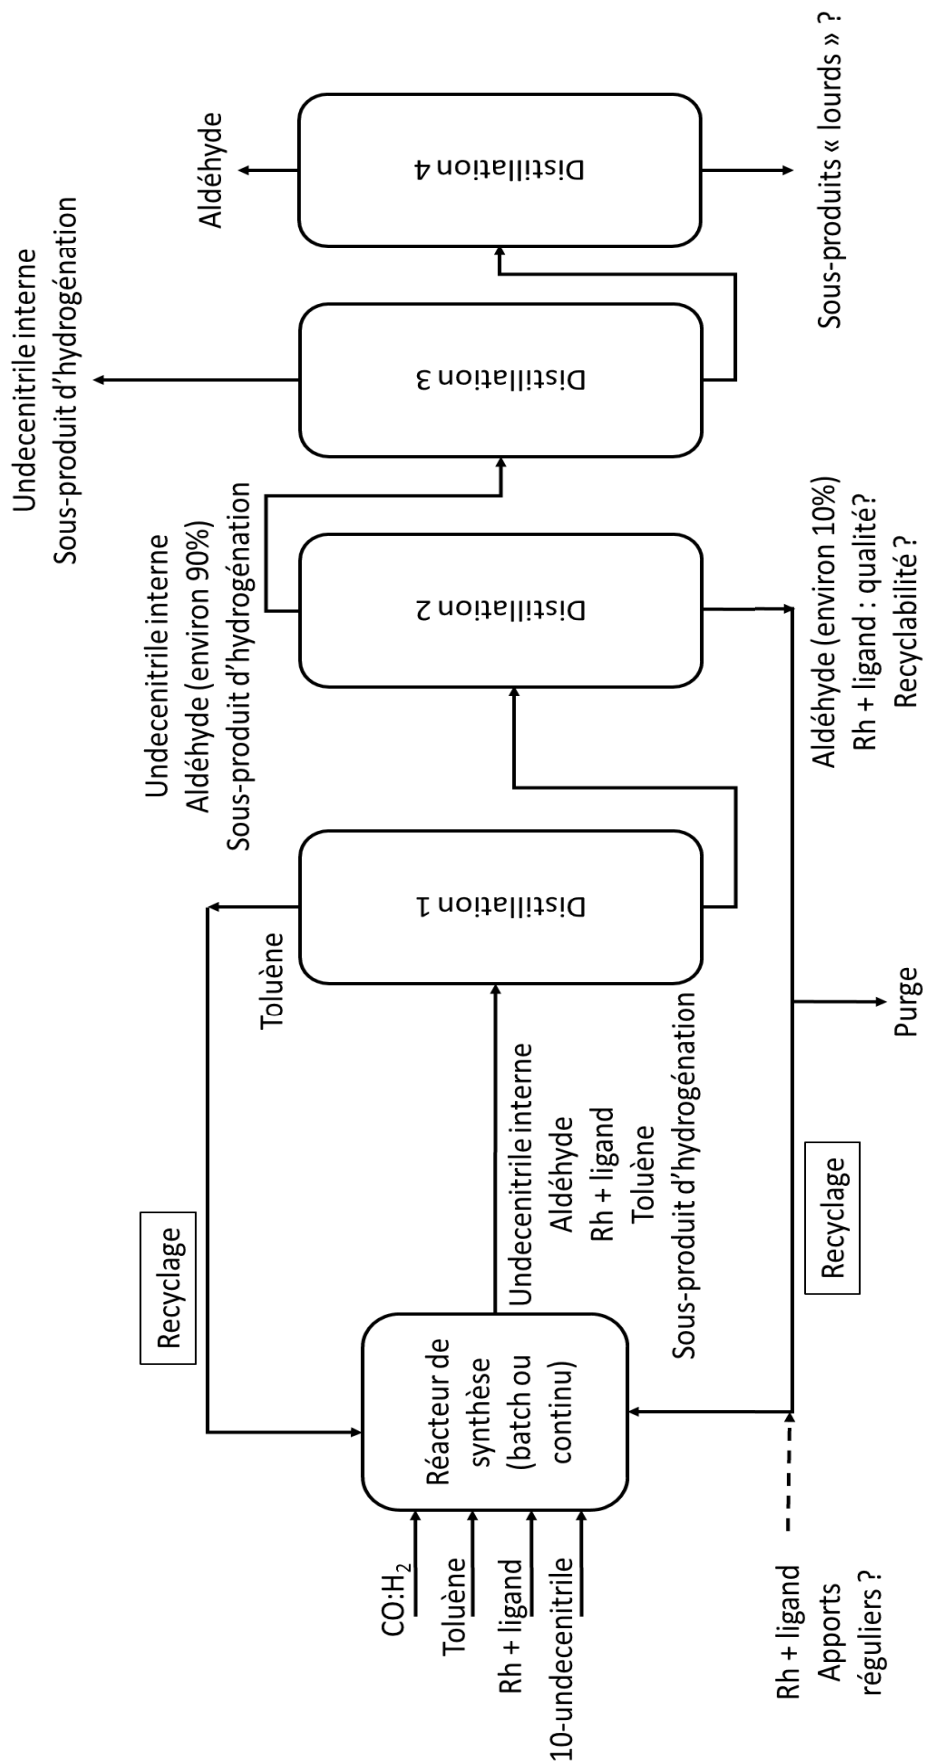 CO:H₂
Toluène
Rh + ligand
10-undecenitrile
Rh + ligand
Apports
réguliers ?
Réacteur de
synthèse
(batch ou
continu)
Recyclage
Recyclage
Undecenitrile interne
Aldéhyde
Rh + ligand
Toluène
Sous-produit d'hydrogénation
Toluène
Distillation 1
Purge
Undecenitrile interne
Aldéhyde (environ 90%)
Sous-produit d'hydrogénation
Distillation 2
Aldéhyde (environ 10%)
Rh + ligand : qualité?
Recyclabilité ?
Undecenitrile interne
Sous-produit d'hydrogénation
Distillation 3
Aldéhyde
Distillation 4
Sous-produits « lourds » ?